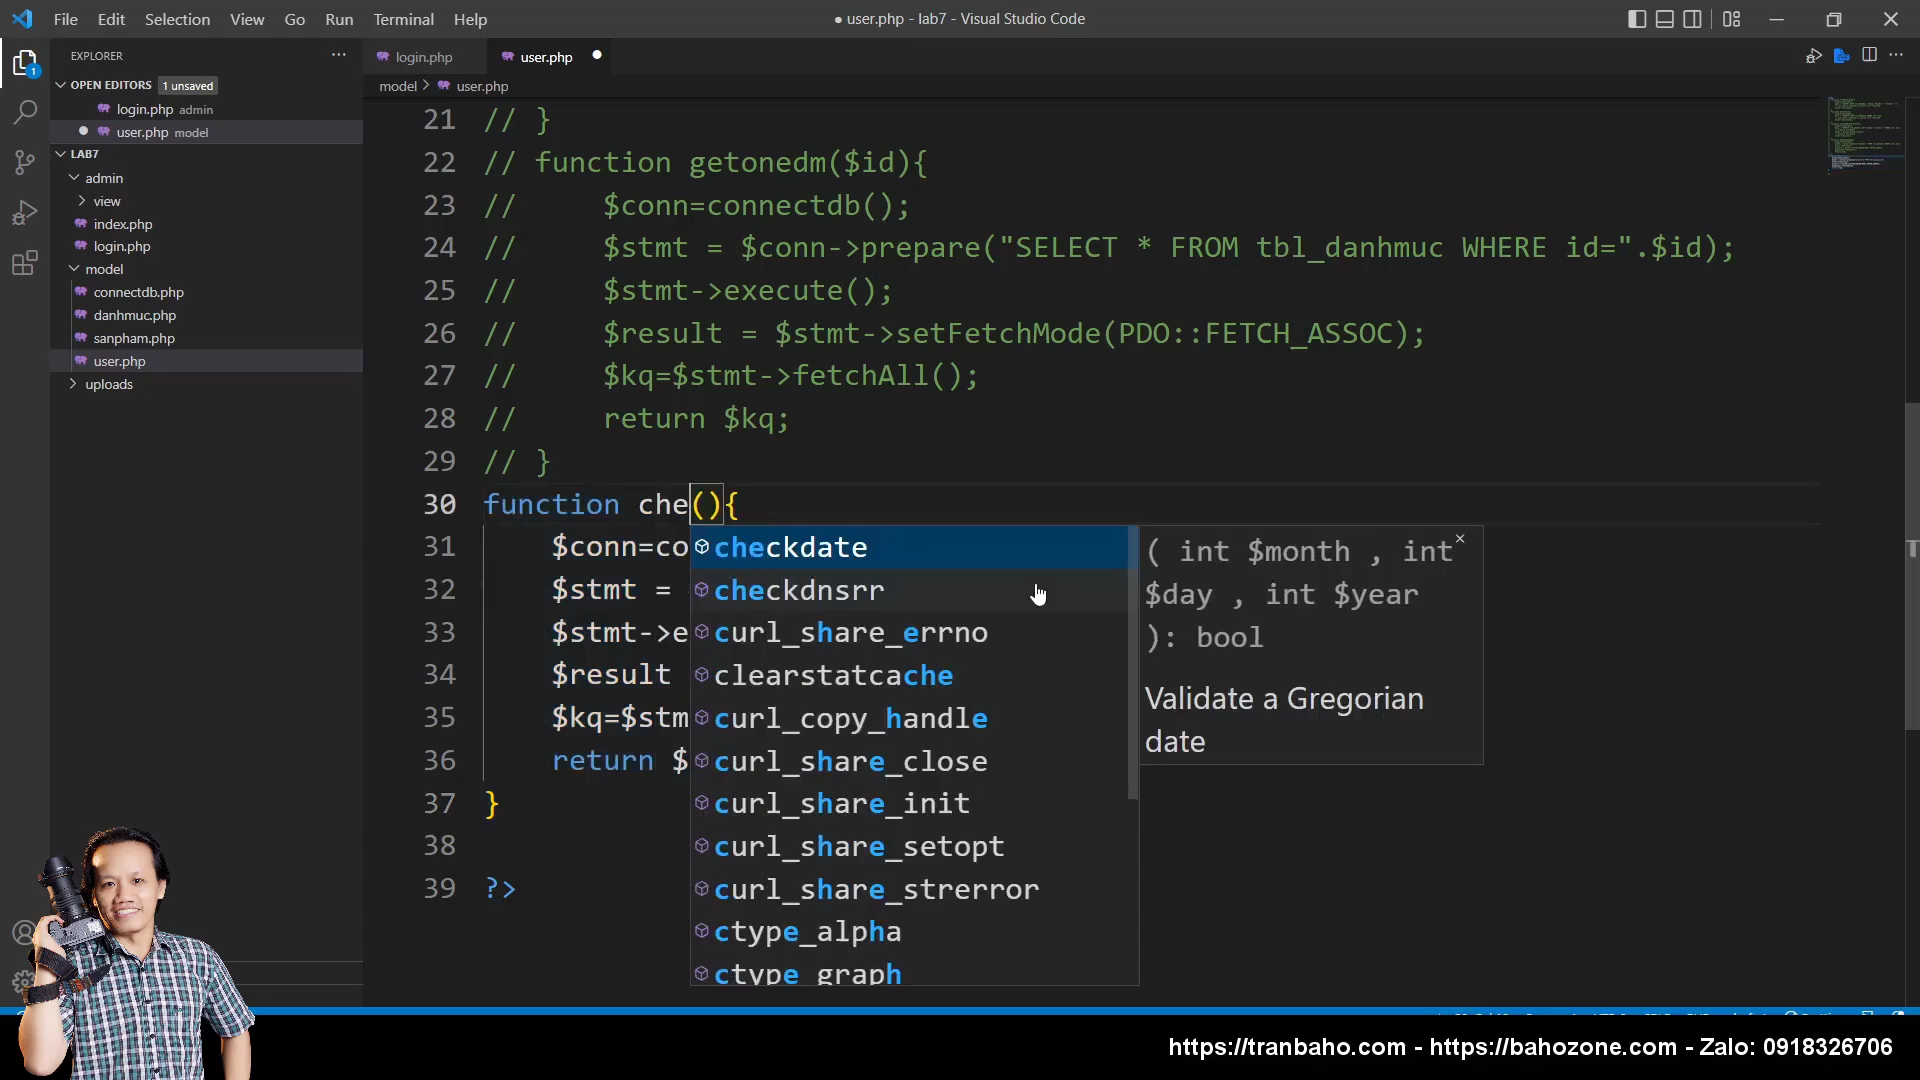 File Edit Selection View Go Run Terminal Help
● user.php - lab7 - Visual Studio Code
EXPLORER
OPEN EDITORS 1 unsaved
login.php admin
user.php model
LAB7
admin
view
index.php
login.php
model
connectdb.php
danhmuc.php
sanpham.php
user.php
uploads
1
login.php user.php
model > user.php
21 // }
22 // function getonedm($id){
23 // $conn=connectdb();
24 // $stmt = $conn->prepare("SELECT * FROM tbl_danhmuc WHERE id=".$id);
25 // $stmt->execute();
26 // $result = $stmt->setFetchMode(PDO::FETCH_ASSOC);
27 // $kq=$stmt->fetchAll();
28 // return $kq;
29 // }
30 function che(){
31 $conn=co
32 $stmt =
33 $stmt->e
34 $result
35 $kq=$stm
36 return $
37 }
38
39 ?>
checkdate
checkdnsrr
curl_share_errno
clearstatcache
curl_copy_handle
curl_share_close
curl_share_init
curl_share_setopt
curl_share_strerror
ctype_alpha
ctype_graph
( int $month , int
$day , int $year
): bool
Validate a Gregorian
date
https://tranbaho.com - https://bahozone.com - Zalo: 0918326706